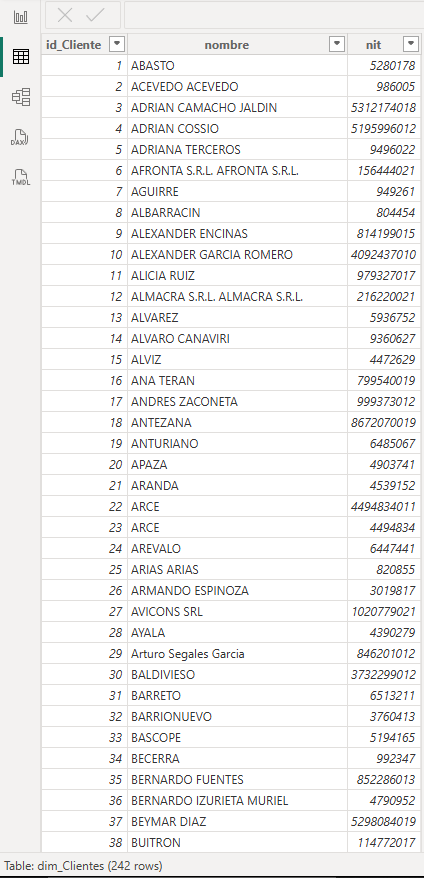 DAX
TMDL
id_Cliente nombre nit
1 ABASTO 5280178
2 ACEVEDO ACEVEDO 986005
3 ADRIAN CAMACHO JALDIN 5312174018
4 ADRIAN COSSIO 5195996012
5 ADRIANA TERCEROS 9496022
6 AFRONTA S.R.L. AFRONTA S.R.L. 156444021
7 AGUIRRE 949261
8 ALBARRACIN 804454
9 ALEXANDER ENCINAS 814199015
10 ALEXANDER GARCIA ROMERO 4092437010
11 ALICIA RUIZ 979327017
12 ALMACRA S.R.L. ALMACRA S.R.L. 216220021
13 ALVAREZ 5936752
14 ALVARO CANAVIRI 9360627
15 ALVIZ 4472629
16 ANA TERAN 799540019
17 ANDRES ZACONETA 999373012
18 ANTEZANA 8672070019
19 ANTURIANO 6485067
20 APAZA 4903741
21 ARANDA 4539152
22 ARCE 4494834011
23 ARCE 4494834
24 AREVALO 6447441
25 ARIAS ARIAS 820855
26 ARMANDO ESPINOZA 3019817
27 AVICONS SRL 1020779021
28 AYALA 4390279
29 Arturo Segales Garcia 846201012
30 BALDIVIESO 3732299012
31 BARRETO 6513211
32 BARRIONUEVO 3760413
33 BASCOPE 5194165
34 BECERRA 992347
35 BERNARDO FUENTES 852286013
36 BERNARDO IZURIETA MURIEL 4790952
37 BEYMAR DIAZ 5298084019
38 BUITRON 114772017
Table: dim_Clientes (242 rows)